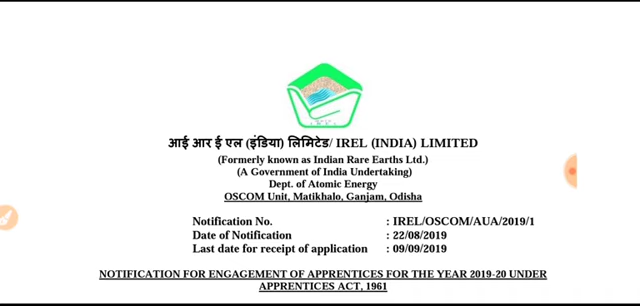 आई आर ई एल (इंडिया) लिमिटेड/ IREL (INDIA) LIMITED
(Formerly known as Indian Rare Earths Ltd.)
(A Government of India Undertaking)
Dept. of Atomic Energy
OSCOM Unit, Matikhalo, Ganjam, Odisha
Notification No. : IREL/OSCOM/AUA/2019/1
Date of Notification : 22/08/2019
Last date for receipt of application : 09/09/2019
NOTIFICATION FOR ENGAGEMENT OF APPRENTICES FOR THE YEAR 2019-20 UNDER
APPRENTICES ACT, 1961